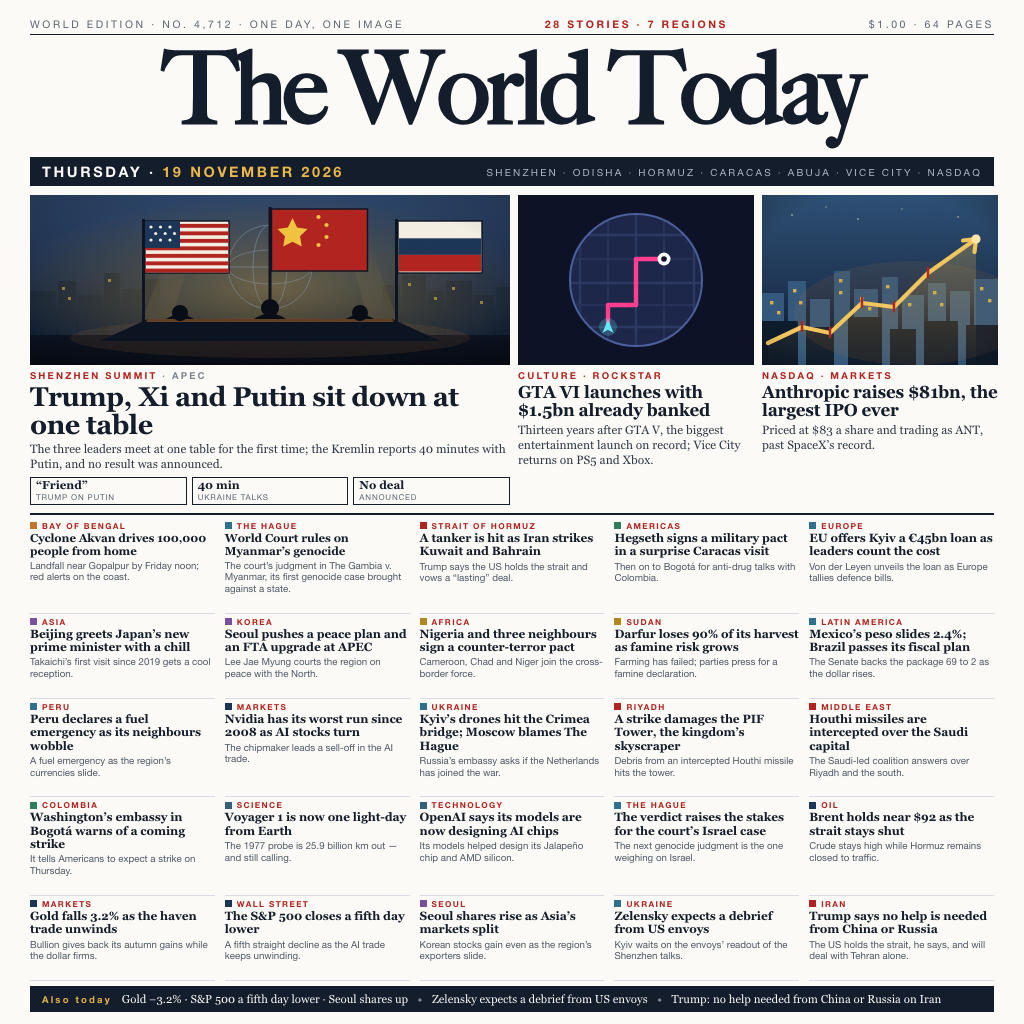 WORLD EDITION · NO. 4,712 · ONE DAY, ONE IMAGE
28 STORIES · 7 REGIONS
$1.00 · 64 PAGES
The World Today
THURSDAY · 19 NOVEMBER 2026
SHENZHEN · ODISHA · HORMUZ · CARACAS · ABUJA · VICE CITY · NASDAQ
SHENZHEN SUMMIT · APEC
Trump, Xi and Putin sit down at
one table
The three leaders meet at one table for the first time; the Kremlin reports 40 minutes with
Putin, and no result was announced.
“Friend”
TRUMP ON PUTIN
40 min
UKRAINE TALKS
No deal
ANNOUNCED
CULTURE · ROCKSTAR
GTA VI launches with
$1.5bn already banked
Thirteen years after GTA V, the biggest
entertainment launch on record; Vice City
returns on PS5 and Xbox.
NASDAQ · MARKETS
Anthropic raises $81bn, the
largest IPO ever
Priced at $83 a share and trading as ANT,
past SpaceX’s record.
BAY OF BENGAL
Cyclone Akvan drives 100,000
people from home
Landfall near Gopalpur by Friday noon;
red alerts on the coast.
THE HAGUE
World Court rules on
Myanmar’s genocide
The court’s judgment in The Gambia v.
Myanmar, its first genocide case brought
against a state.
STRAIT OF HORMUZ
A tanker is hit as Iran strikes
Kuwait and Bahrain
Trump says the US holds the strait and
vows a “lasting” deal.
AMERICAS
Hegseth signs a military pact
in a surprise Caracas visit
Then on to Bogotá for anti-drug talks with
Colombia.
EUROPE
EU offers Kyiv a €45bn loan as
leaders count the cost
Von der Leyen unveils the loan as Europe
tallies defence bills.
ASIA
Beijing greets Japan’s new
prime minister with a chill
Takaichi’s first visit since 2019 gets a cool
reception.
KOREA
Seoul pushes a peace plan and
an FTA upgrade at APEC
Lee Jae Myung courts the region on
peace with the North.
AFRICA
Nigeria and three neighbours
sign a counter-terror pact
Cameroon, Chad and Niger join the cross-
border force.
SUDAN
Darfur loses 90% of its harvest
as famine risk grows
Farming has failed; parties press for a
famine declaration.
LATIN AMERICA
Mexico’s peso slides 2.4%;
Brazil passes its fiscal plan
The Senate backs the package 69 to 2 as
the dollar rises.
PERU
Peru declares a fuel
emergency as its neighbours
wobble
A fuel emergency as the region’s
currencies slide.
MARKETS
Nvidia has its worst run since
2008 as AI stocks turn
The chipmaker leads a sell-off in the AI
trade.
UKRAINE
Kyiv’s drones hit the Crimea
bridge; Moscow blames The
Hague
Russia’s embassy asks if the Netherlands
has joined the war.
RIYADH
A strike damages the PIF
Tower, the kingdom’s
skyscraper
Debris from an intercepted Houthi missile
hits the tower.
MIDDLE EAST
Houthi missiles are
intercepted over the Saudi
capital
The Saudi-led coalition answers over
Riyadh and the south.
COLOMBIA
Washington’s embassy in
Bogotá warns of a coming
strike
It tells Americans to expect a strike on
Thursday.
SCIENCE
Voyager 1 is now one light-day
from Earth
The 1977 probe is 25.9 billion km out —
and still calling.
TECHNOLOGY
OpenAI says its models are
now designing AI chips
Its models helped design its Jalapeño
chip and AMD silicon.
THE HAGUE
The verdict raises the stakes
for the court’s Israel case
The next genocide judgment is the one
weighing on Israel.
OIL
Brent holds near $92 as the
strait stays shut
Crude stays high while Hormuz remains
closed to traffic.
MARKETS
Gold falls 3.2% as the haven
trade unwinds
Bullion gives back its autumn gains while
the dollar firms.
WALL STREET
The S&P 500 closes a fifth day
lower
A fifth straight decline as the AI trade
keeps unwinding.
SEOUL
Seoul shares rise as Asia’s
markets split
Korean stocks gain even as the region’s
exporters slide.
UKRAINE
Zelensky expects a debrief
from US envoys
Kyiv waits on the envoys’ readout of the
Shenzhen talks.
IRAN
Trump says no help is needed
from China or Russia
The US holds the strait, he says, and will
deal with Tehran alone.
Also today Gold −3.2% · S&P 500 a fifth day lower · Seoul shares up • Zelensky expects a debrief from US envoys • Trump: no help needed from China or Russia on Iran